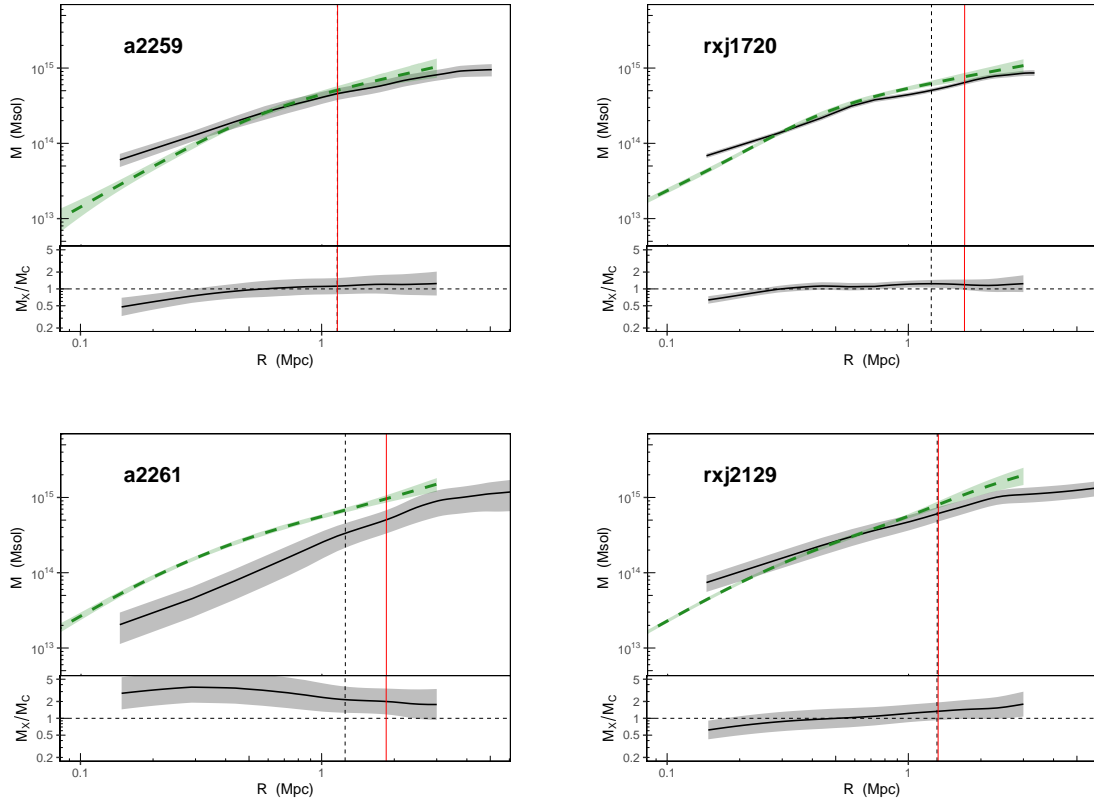 a2259
M (Msol)
10^15
10^14
10^13
M_X/M_C
5
2
1
0.5
0.2
0.1 1
R (Mpc)
rxj1720
M (Msol)
10^15
10^14
10^13
M_X/M_C
5
2
1
0.5
0.2
0.1 1
R (Mpc)
a2261
M (Msol)
10^15
10^14
10^13
M_X/M_C
5
2
1
0.5
0.2
0.1 1
R (Mpc)
rxj2129
M (Msol)
10^15
10^14
10^13
M_X/M_C
5
2
1
0.5
0.2
0.1 1
R (Mpc)